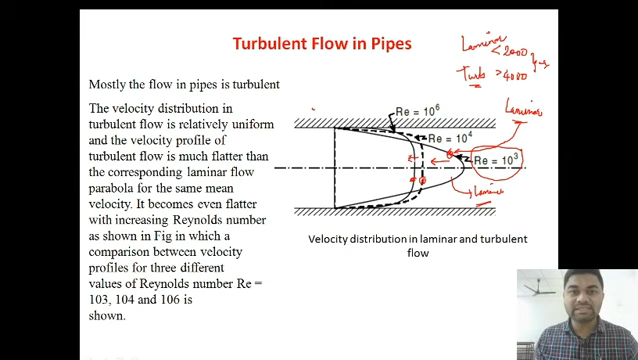 Turbulent Flow in Pipes
Laminar
< 2000
Turb > 4000
Mostly the flow in pipes is turbulent
The velocity distribution in
turbulent flow is relatively uniform
and the velocity profile of
turbulent flow is much flatter than
the corresponding laminar flow
parabola for the same mean
velocity. It becomes even flatter
with increasing Reynolds number
as shown in Fig in which a
comparison between velocity
profiles for three different
values of Reynolds number Re =
103, 104 and 106 is
shown.
Laminar
Re = 10⁶
Re = 10⁴
Re = 10³
Laminar
Velocity distribution in laminar and turbulent
flow